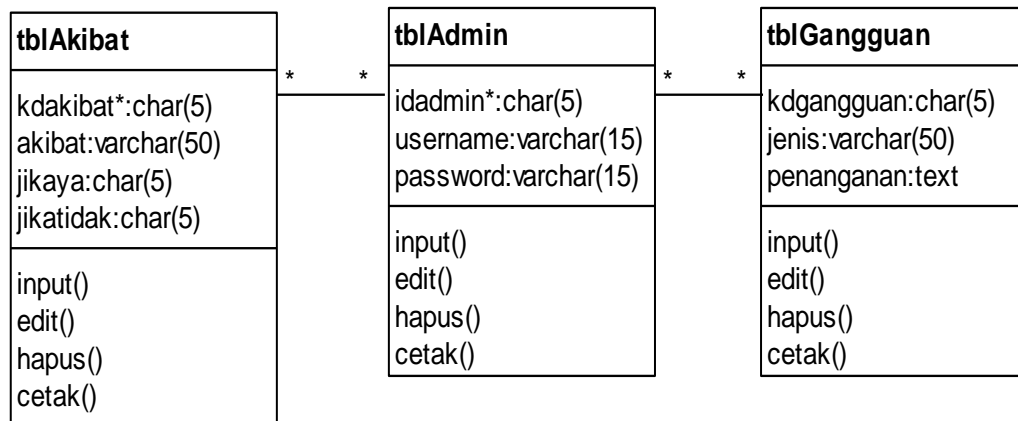 tblAkibat
kdakibat*:char(5)
akibat:varchar(50)
jikaya:char(5)
jikatidak:char(5)
input()
edit()
hapus()
cetak()
* *
tblAdmin
idadmin*:char(5)
username:varchar(15)
password:varchar(15)
input()
edit()
hapus()
cetak()
* *
tblGangguan
kdgangguan:char(5)
jenis:varchar(50)
penanganan:text
input()
edit()
hapus()
cetak()